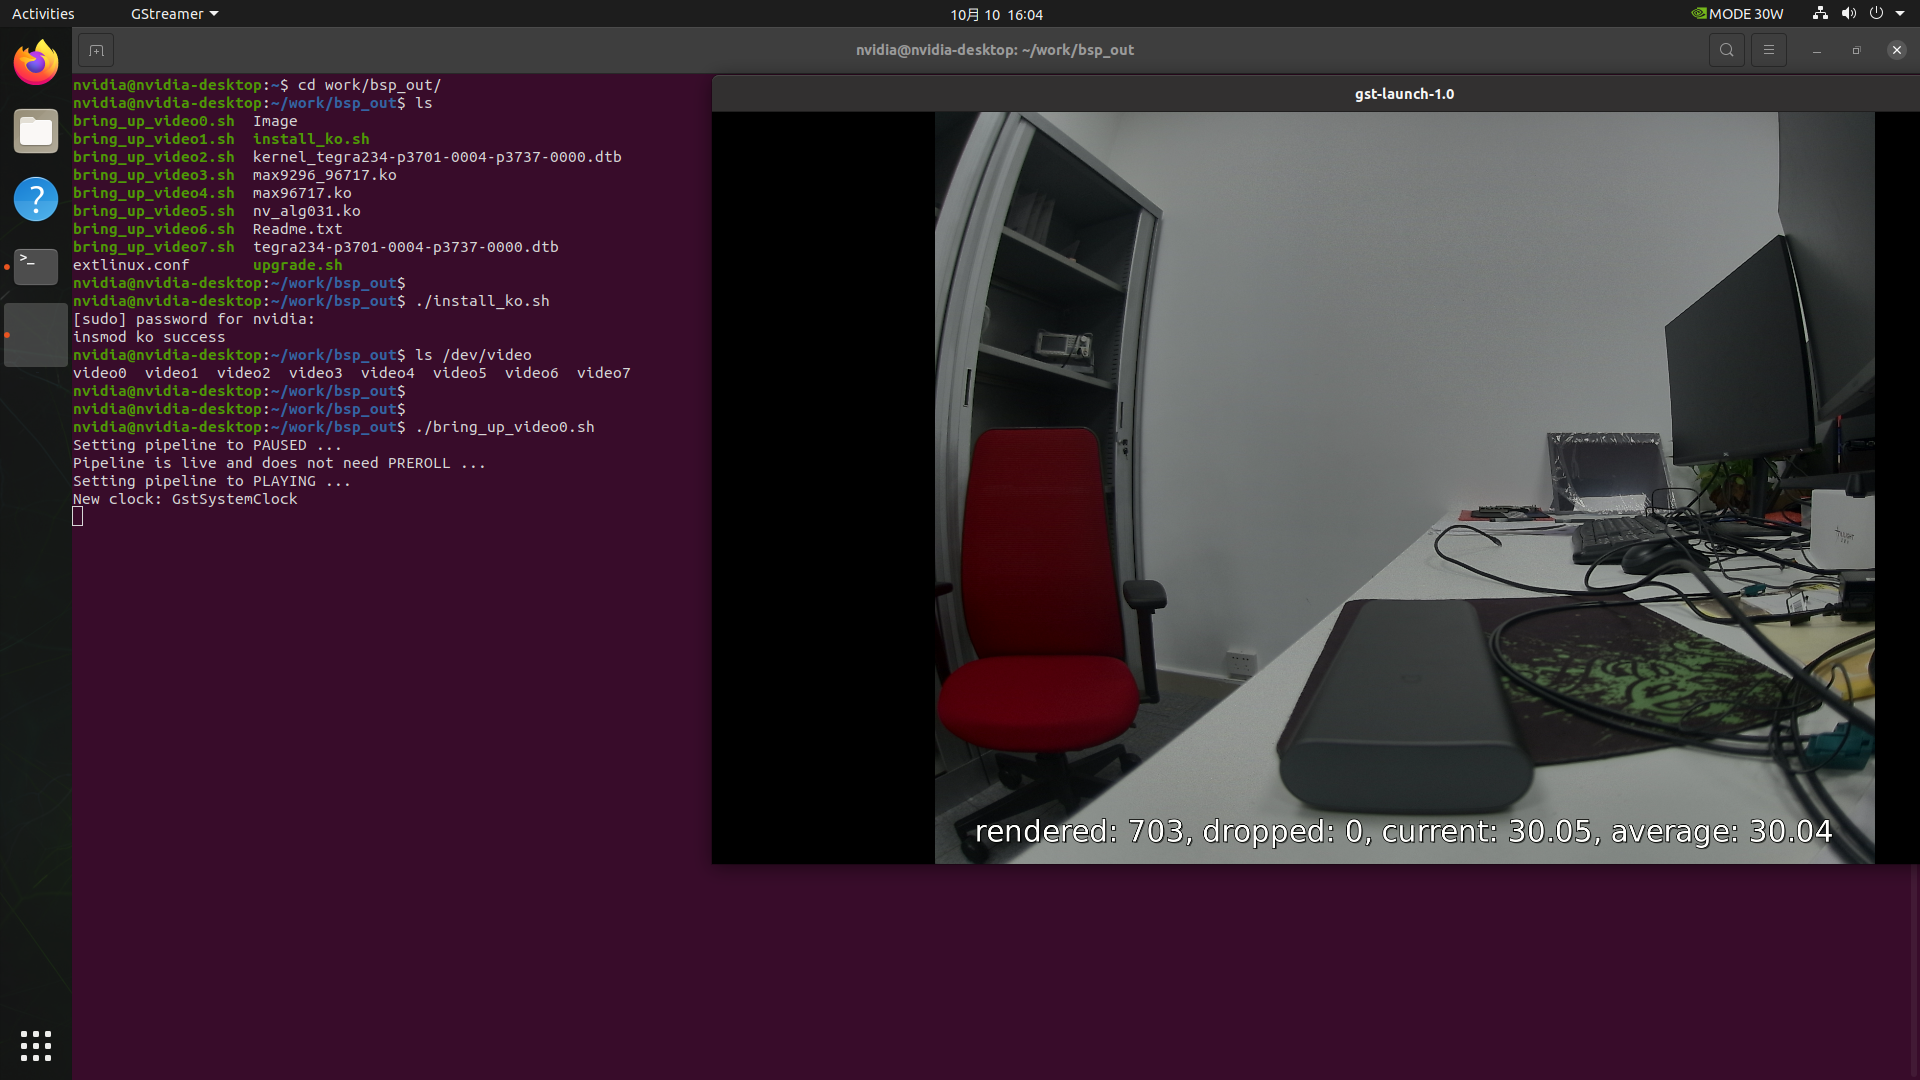 Activities
GStreamer
10月 10 16:04
MODE 30W
nvidia@nvidia-desktop: ~/work/bsp_out
nvidia@nvidia-desktop:~$ cd work/bsp_out/
nvidia@nvidia-desktop:~/work/bsp_out$ ls
bring_up_video0.sh Image
bring_up_video1.sh install_ko.sh
bring_up_video2.sh kernel_tegra234-p3701-0004-p3737-0000.dtb
bring_up_video3.sh max9296_96717.ko
bring_up_video4.sh max96717.ko
bring_up_video5.sh nv_alg031.ko
bring_up_video6.sh Readme.txt
bring_up_video7.sh tegra234-p3701-0004-p3737-0000.dtb
extlinux.conf upgrade.sh
nvidia@nvidia-desktop:~/work/bsp_out$
nvidia@nvidia-desktop:~/work/bsp_out$ ./install_ko.sh
[sudo] password for nvidia:
insmod ko success
nvidia@nvidia-desktop:~/work/bsp_out$ ls /dev/video
video0 video1 video2 video3 video4 video5 video6 video7
nvidia@nvidia-desktop:~/work/bsp_out$
nvidia@nvidia-desktop:~/work/bsp_out$
nvidia@nvidia-desktop:~/work/bsp_out$ ./bring_up_video0.sh
Setting pipeline to PAUSED ...
Pipeline is live and does not need PREROLL ...
Setting pipeline to PLAYING ...
New clock: GstSystemClock
gst-launch-1.0
rendered: 703, dropped: 0, current: 30.05, average: 30.04